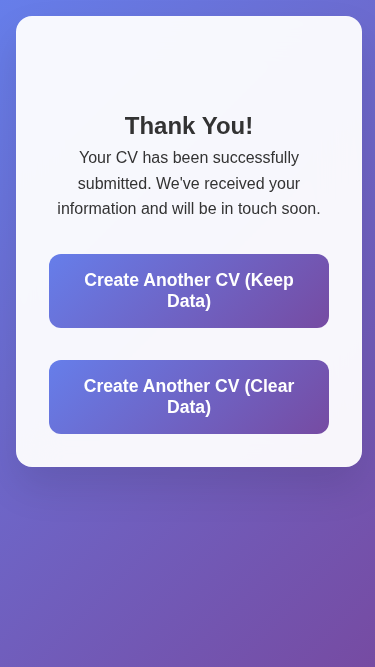 Thank You!
Your CV has been successfully
submitted. We've received your
information and will be in touch soon.
Create Another CV (Keep
Data)
Create Another CV (Clear
Data)